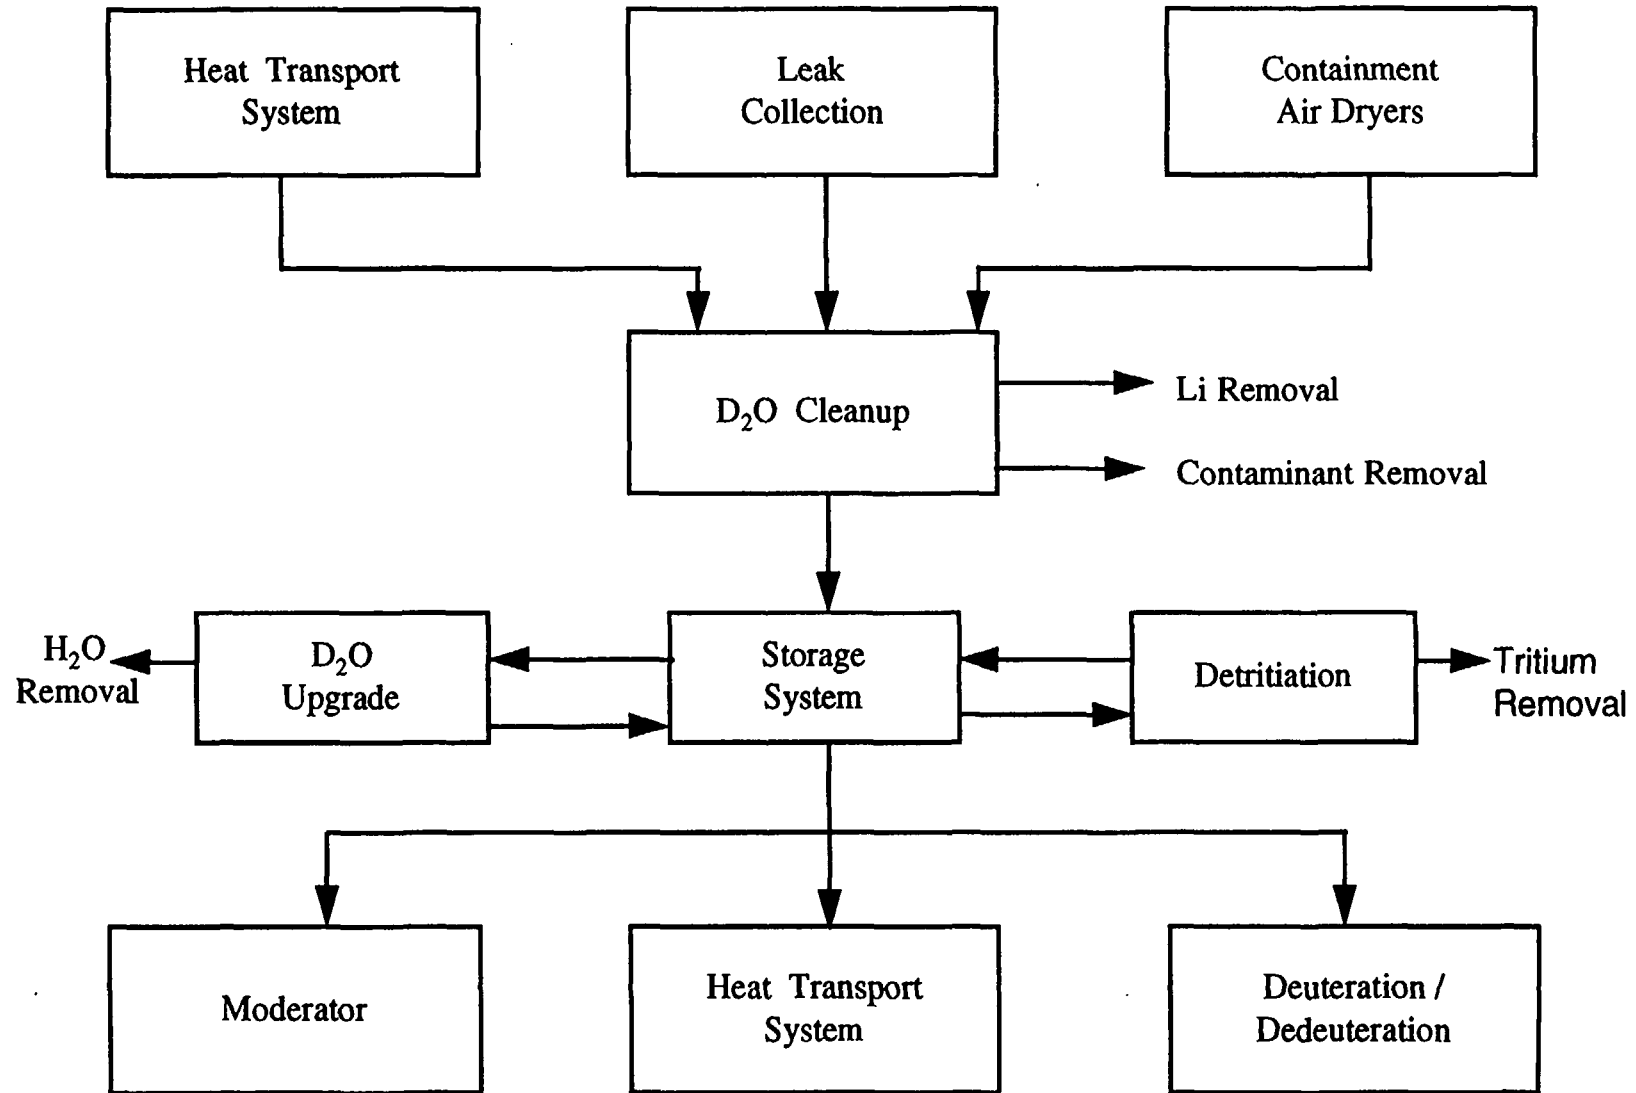 Heat Transport
System
Leak
Collection
Containment
Air Dryers
D₂O Cleanup
Li Removal
Contaminant Removal
H₂O
Removal
D₂O
Upgrade
Storage
System
Detritiation
Tritium
Removal
Moderator
Heat Transport
System
Deuteration /
Dedeuteration